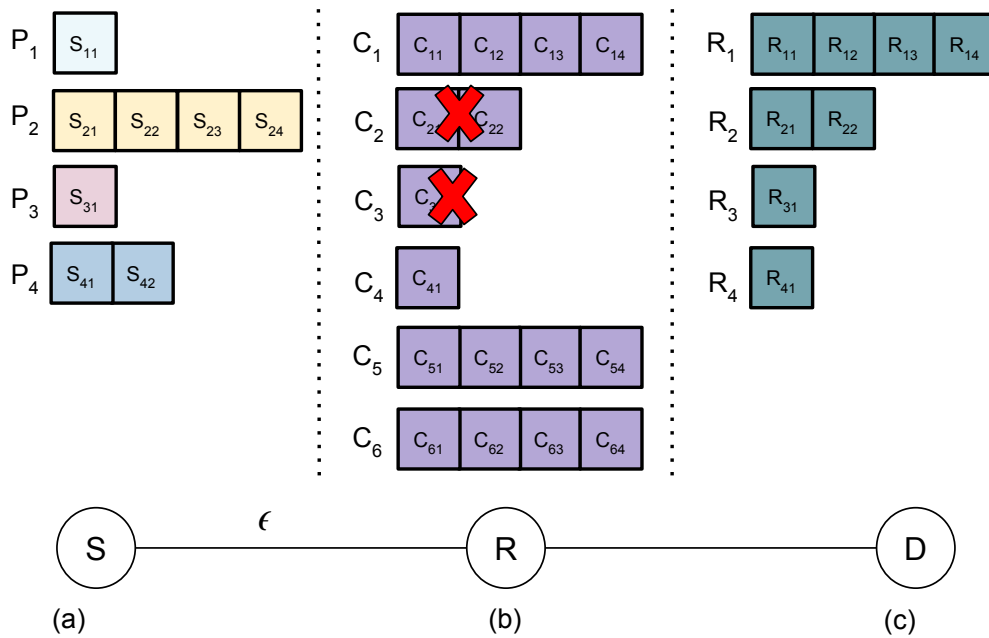 P1 S11
P2 S21 S22 S23 S24
P3 S31
P4 S41 S42
C1 C11 C12 C13 C14
C2 C22
C3
C4 C41
C5 C51 C52 C53 C54
C6 C61 C62 C63 C64
R1 R11 R12 R13 R14
R2 R21 R22
R3 R31
R4 R41
S ϵ R D
(a) (b) (c)